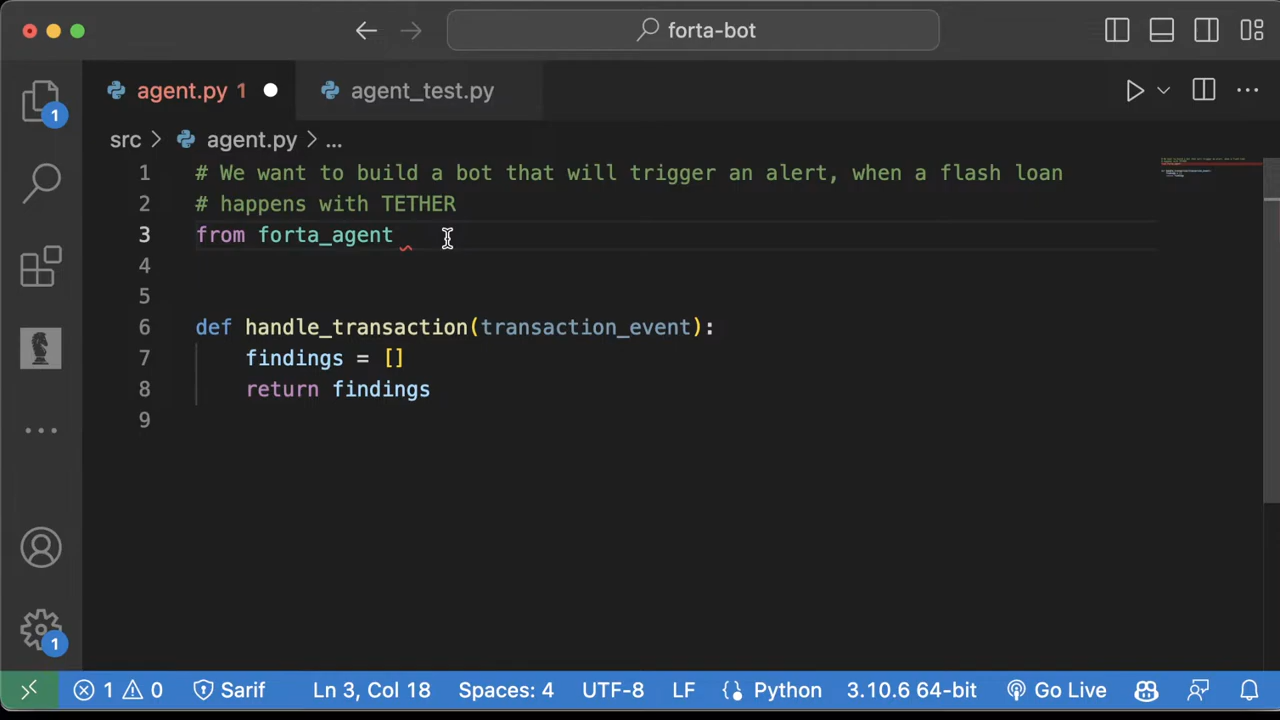 forta-bot
agent.py 1
agent_test.py
1
src > agent.py > ...
1 # We want to build a bot that will trigger an alert, when a flash loan
2 # happens with TETHER
3 from forta_agent
4
5
6 def handle_transaction(transaction_event):
7 findings = []
8 return findings
9
1
1 0 Sarif Ln 3, Col 18 Spaces: 4 UTF-8 LF Python 3.10.6 64-bit Go Live